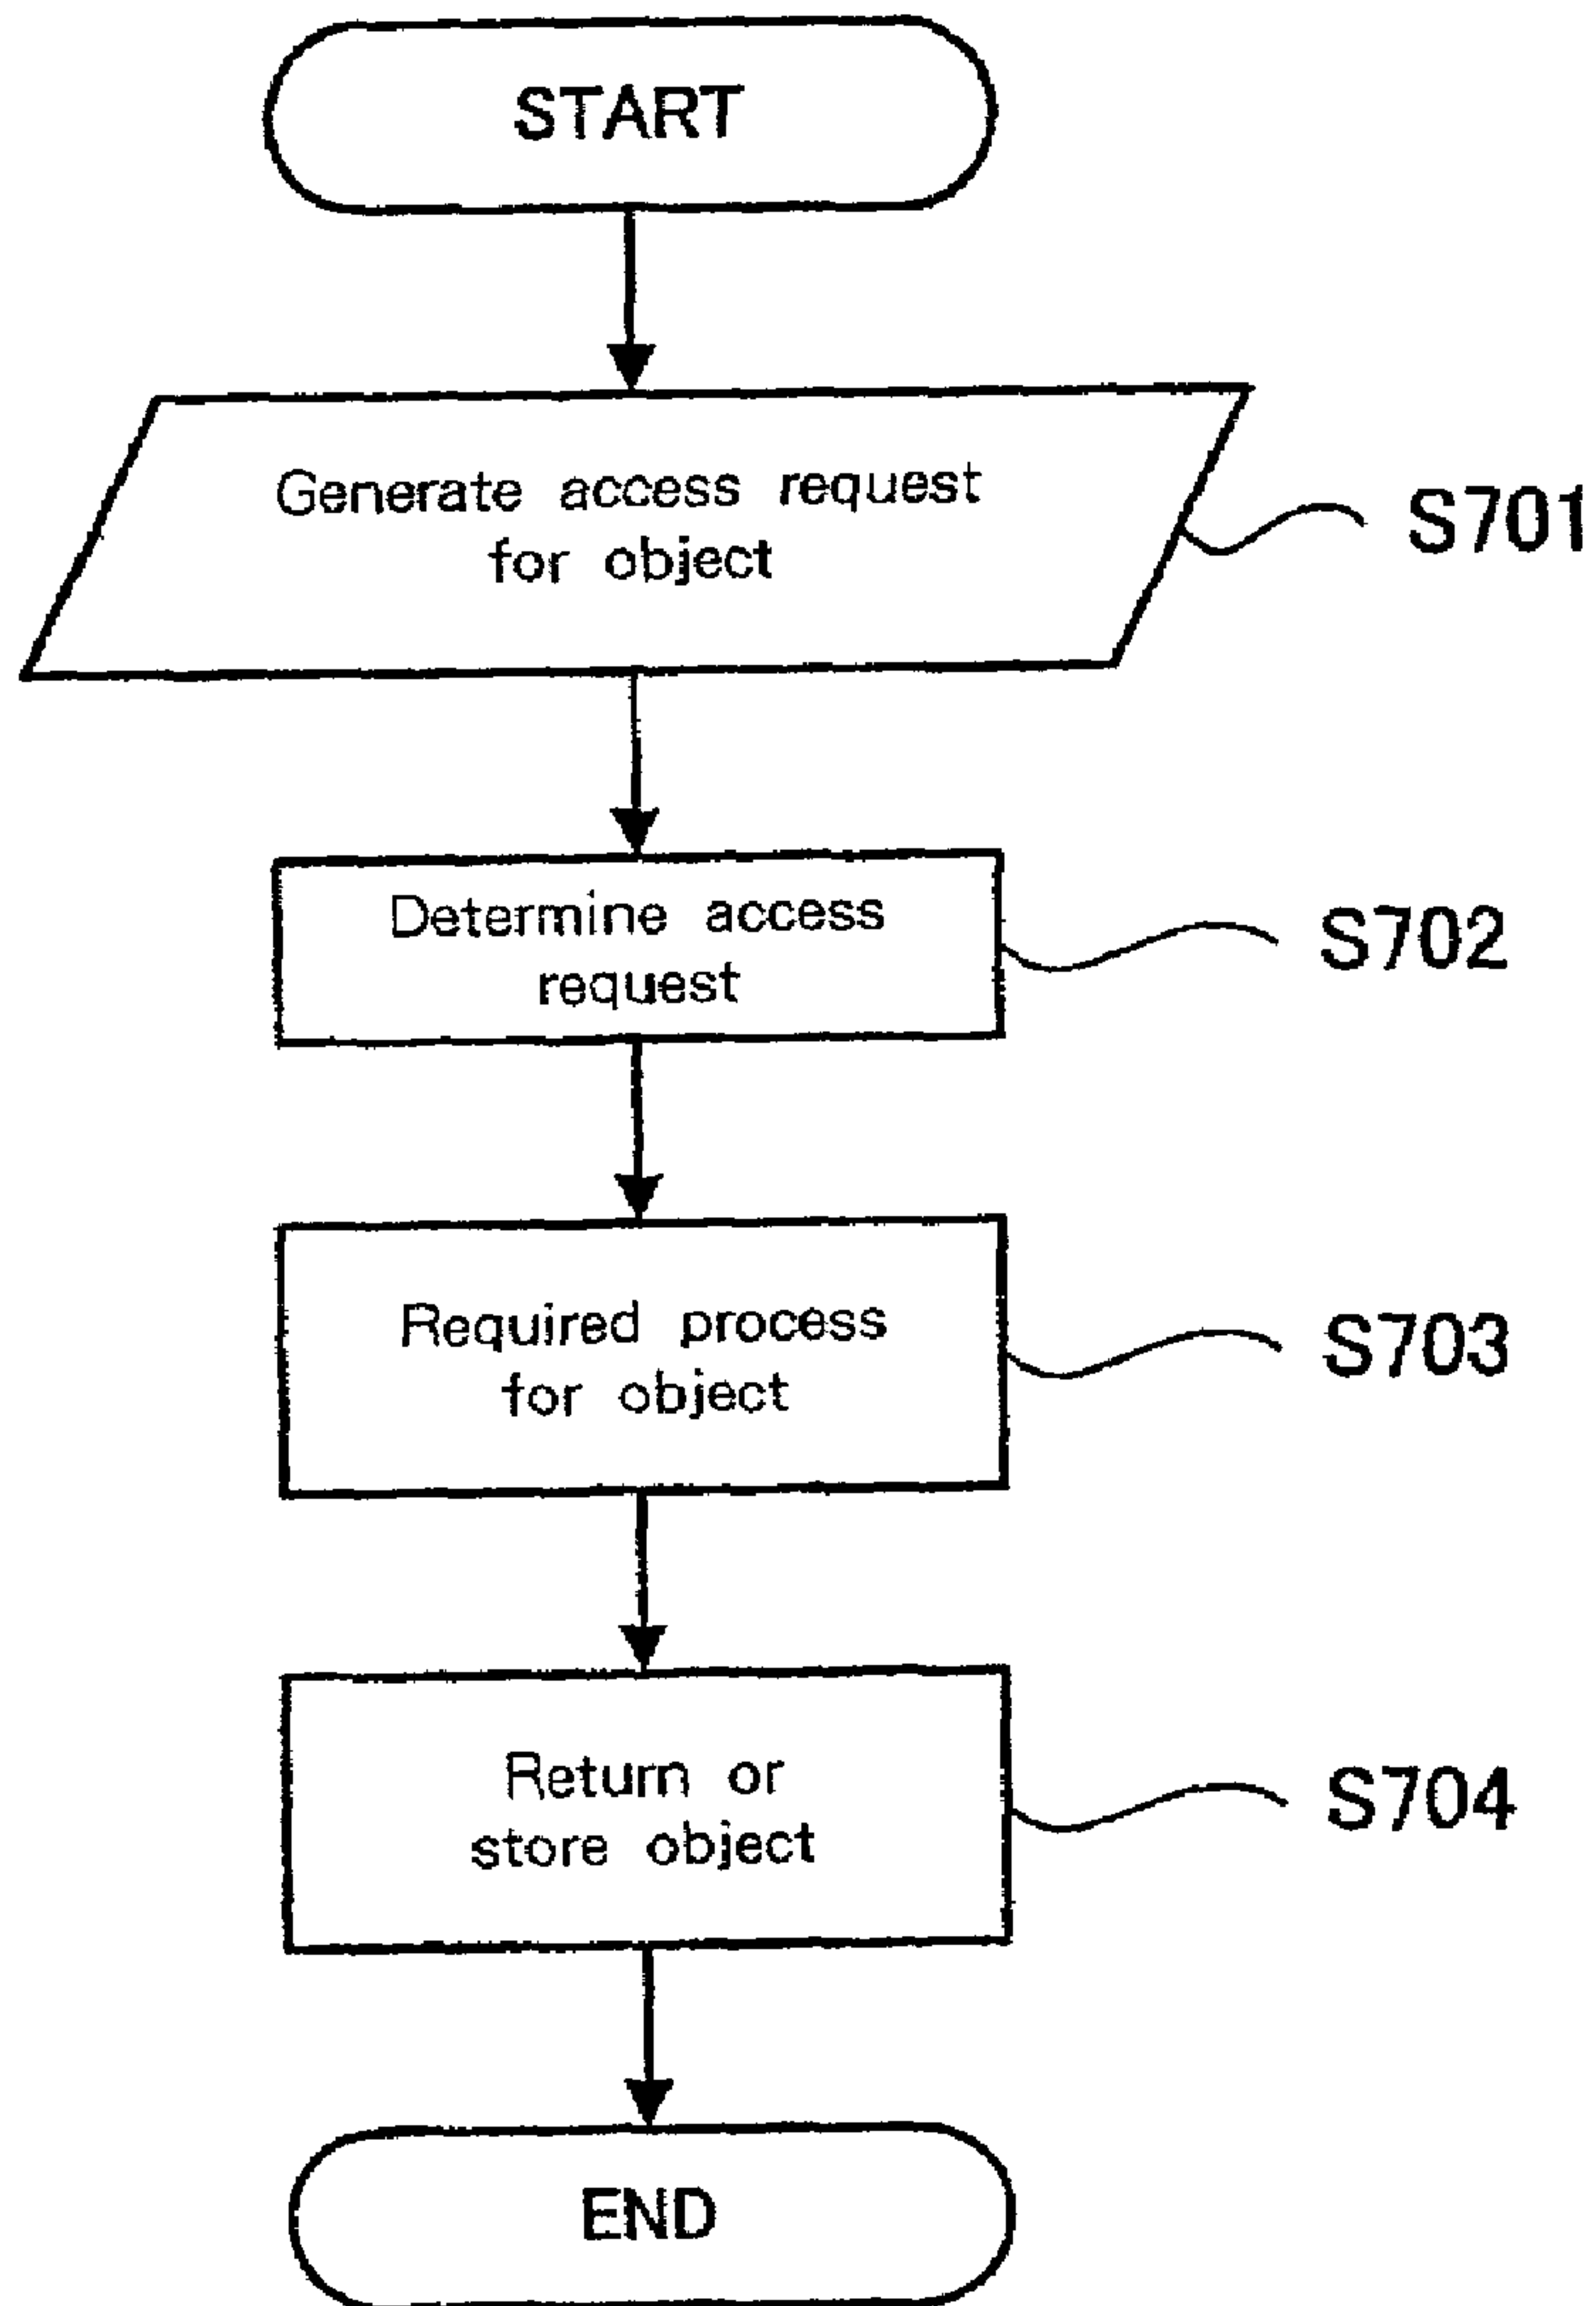 START
Generate access request
for object
S701
Determine access
request
S702
Required process
for object
S703
Return or
store object
S704
END